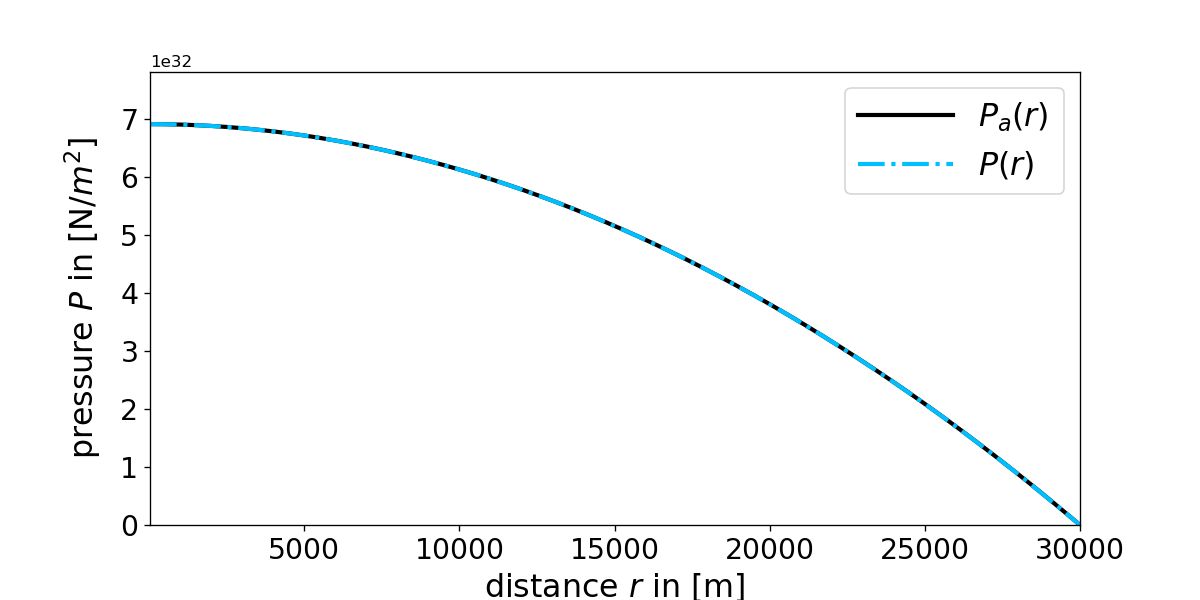 1e32
7
6
5
4
3
2
1
0
pressure P in [N/m²]
Pₐ(r)
P(r)
5000 10000 15000 20000 25000 30000
distance r in [m]